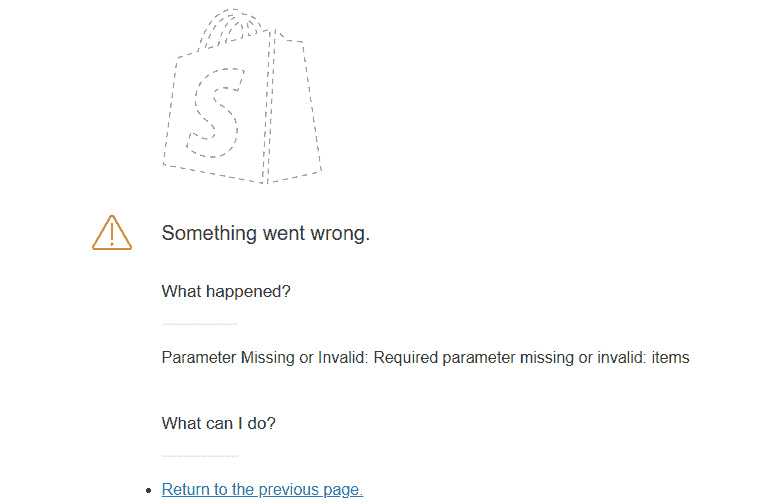 S
Something went wrong.
What happened?
Parameter Missing or Invalid: Required parameter missing or invalid: items
What can I do?
Return to the previous page.